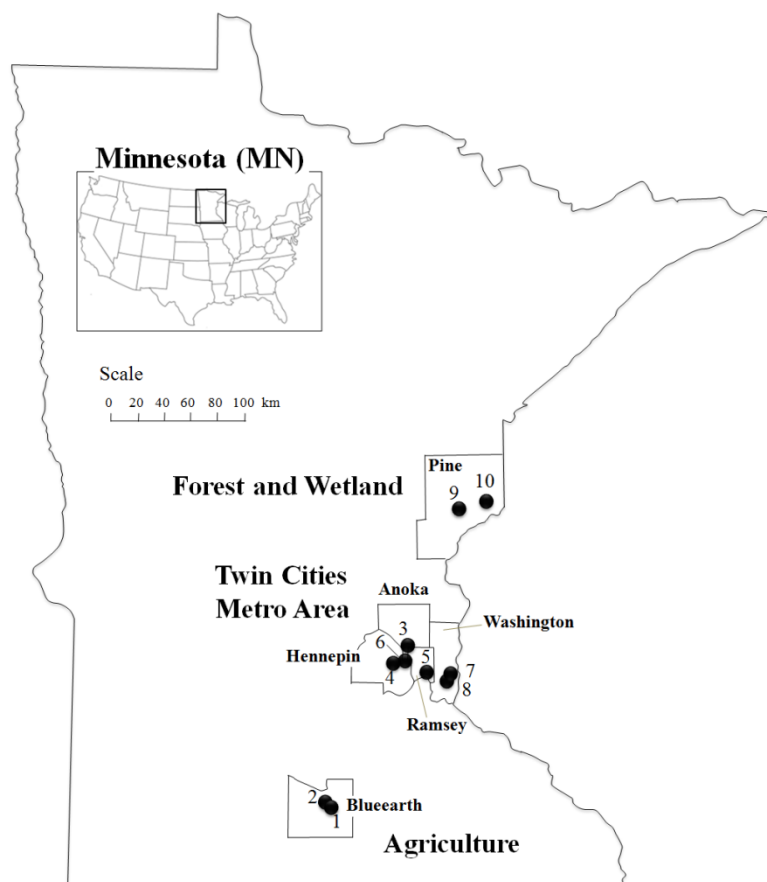 Minnesota (MN)
Scale
0 20 40 60 80 100 km
Pine
Forest and Wetland
9
10
Twin Cities
Metro Area
Anoka
Washington
3
6
Hennepin
5
4
7
8
Ramsey
2
Blueearth
1
Agriculture